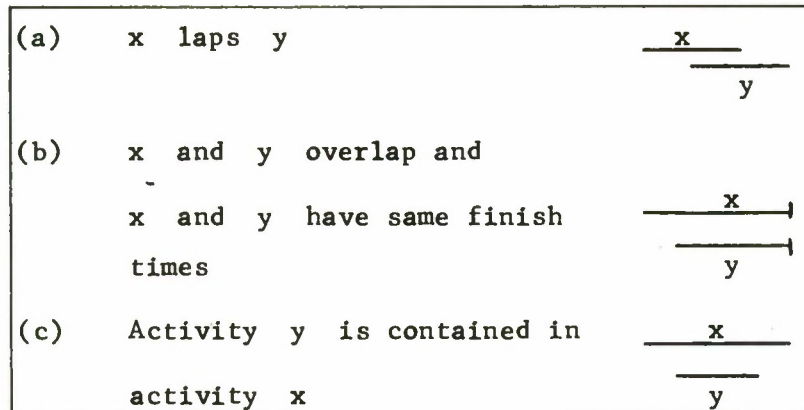 (a) x laps y x
y
(b) x and y overlap and
x and y have same finish x
times y
(c) Activity y is contained in x
activity x y